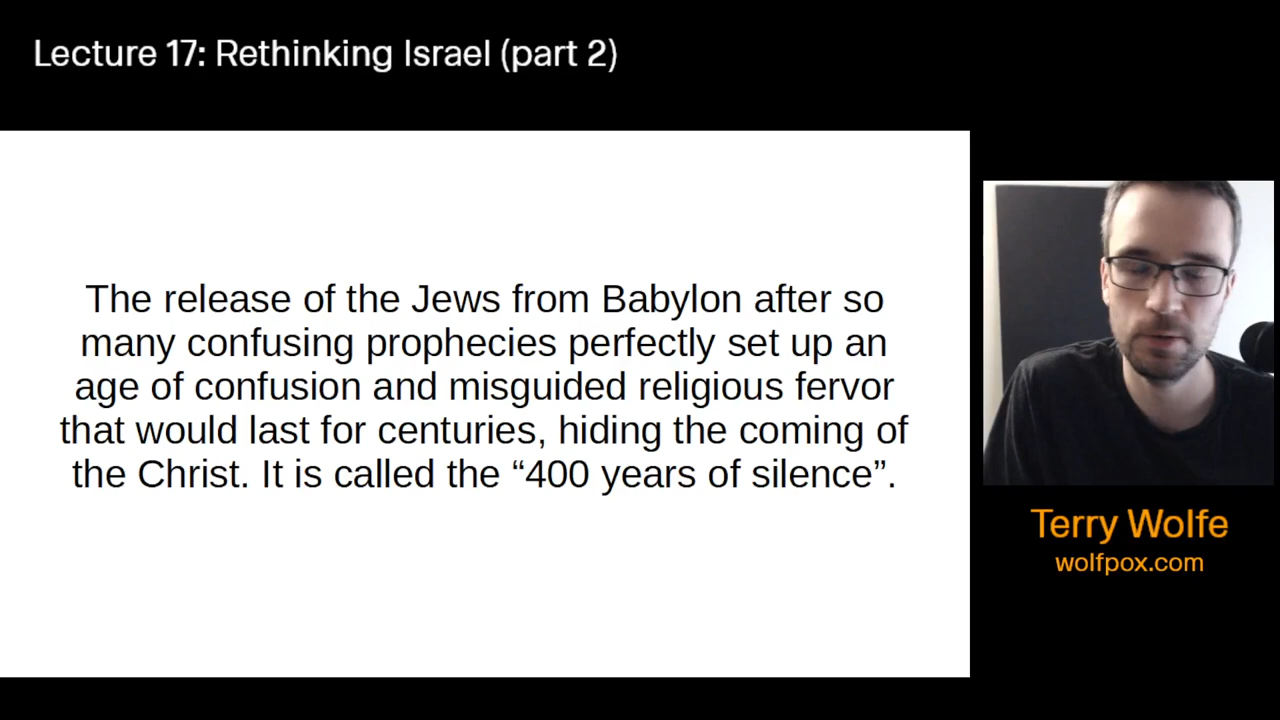 Lecture 17: Rethinking Israel (part 2)
The release of the Jews from Babylon after so
many confusing prophecies perfectly set up an
age of confusion and misguided religious fervor
that would last for centuries, hiding the coming of
the Christ. It is called the “400 years of silence”.
Terry Wolfe
wolfpox.com